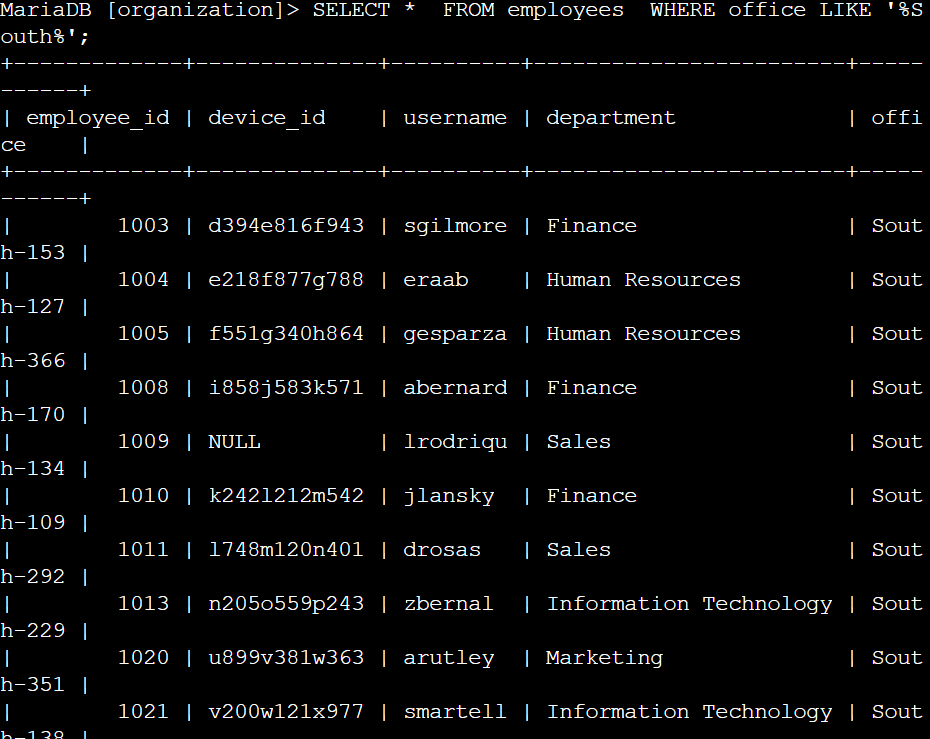 MariaDB [organization]> SELECT *  FROM employees  WHERE office LIKE '%S
outh%';
+-------------+--------------+----------+------------------------+-----
------+
| employee_id | device_id    | username | department             | offi
ce    |
+-------------+--------------+----------+------------------------+-----
------+
|        1003 | d394e816f943 | sgilmore | Finance                | Sout
h-153 |
|        1004 | e218f877g788 | eraab    | Human Resources        | Sout
h-127 |
|        1005 | f551g340h864 | gesparza | Human Resources        | Sout
h-366 |
|        1008 | i858j583k571 | abernard | Finance                | Sout
h-170 |
|        1009 | NULL         | lrodriqu | Sales                  | Sout
h-134 |
|        1010 | k242l212m542 | jlansky  | Finance                | Sout
h-109 |
|        1011 | l748m120n401 | drosas   | Sales                  | Sout
h-292 |
|        1013 | n205o559p243 | zbernal  | Information Technology | Sout
h-229 |
|        1020 | u899v381w363 | arutley  | Marketing              | Sout
h-351 |
|        1021 | v200w121x977 | smartell | Information Technology | Sout
h-138 |